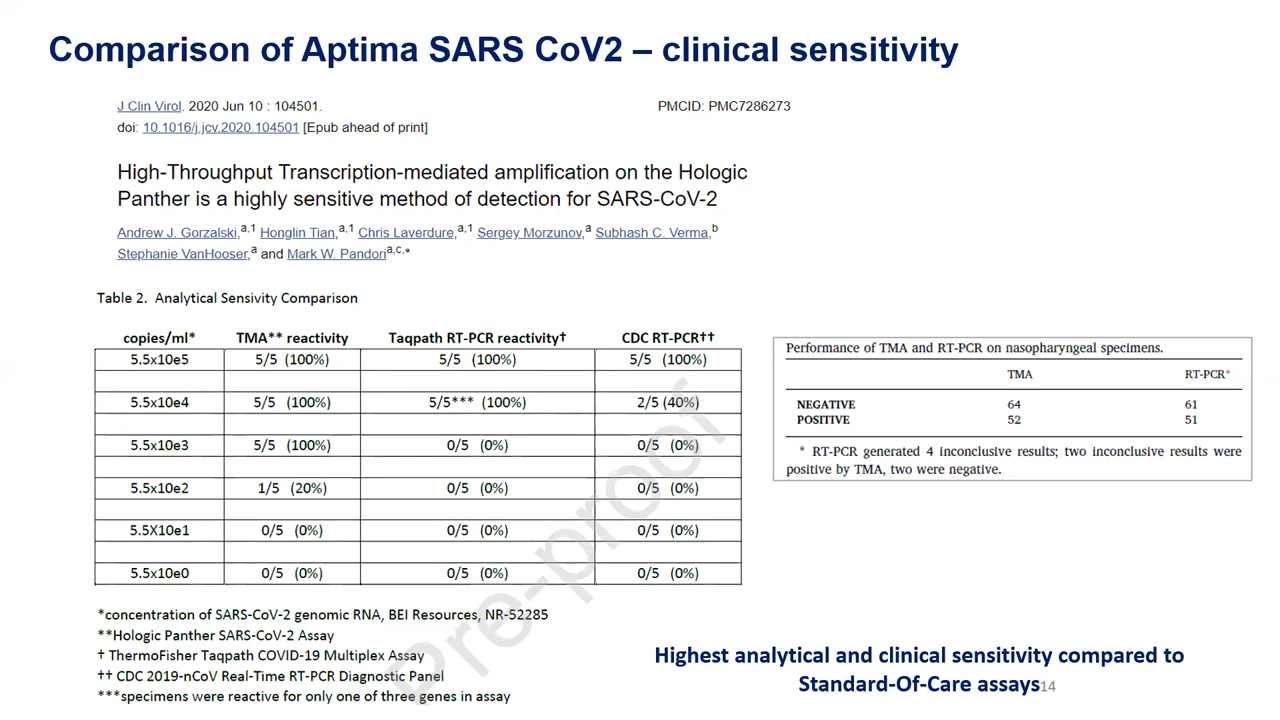 Comparison of Aptima SARS CoV2 – clinical sensitivity
J Clin Virol. 2020 Jun 10 : 104501.
PMCID: PMC7286273
doi: 10.1016/j.jcv.2020.104501 [Epub ahead of print]
High-Throughput Transcription-mediated amplification on the Hologic
Panther is a highly sensitive method of detection for SARS-CoV-2
Andrew J. Gorzalski,a,1 Honglin Tian,a,1 Chris Laverdure,a,1 Sergey Morzunov,a Subhash C. Verma,b
Stephanie VanHooser,a and Mark W. Pandoria,c,*
Table 2. Analytical Sensivity Comparison
copies/ml* TMA** reactivity Taqpath RT-PCR reactivity† CDC RT-PCR††
5.5x10e5 5/5 (100%) 5/5 (100%) 5/5 (100%)
5.5x10e4 5/5 (100%) 5/5*** (100%) 2/5 (40%)
5.5x10e3 5/5 (100%) 0/5 (0%) 0/5 (0%)
5.5x10e2 1/5 (20%) 0/5 (0%) 0/5 (0%)
5.5X10e1 0/5 (0%) 0/5 (0%) 0/5 (0%)
5.5x10e0 0/5 (0%) 0/5 (0%) 0/5 (0%)
*concentration of SARS-CoV-2 genomic RNA, BEI Resources, NR-52285
**Hologic Panther SARS-CoV-2 Assay
† ThermoFisher Taqpath COVID-19 Multiplex Assay
†† CDC 2019-nCoV Real-Time RT-PCR Diagnostic Panel
***specimens were reactive for only one of three genes in assay
Pre-proof
Performance of TMA and RT-PCR on nasopharyngeal specimens.
TMA RT-PCR*
NEGATIVE 64 61
POSITIVE 52 51
* RT-PCR generated 4 inconclusive results; two inconclusive results were
positive by TMA, two were negative.
Highest analytical and clinical sensitivity compared to
Standard-Of-Care assays
14